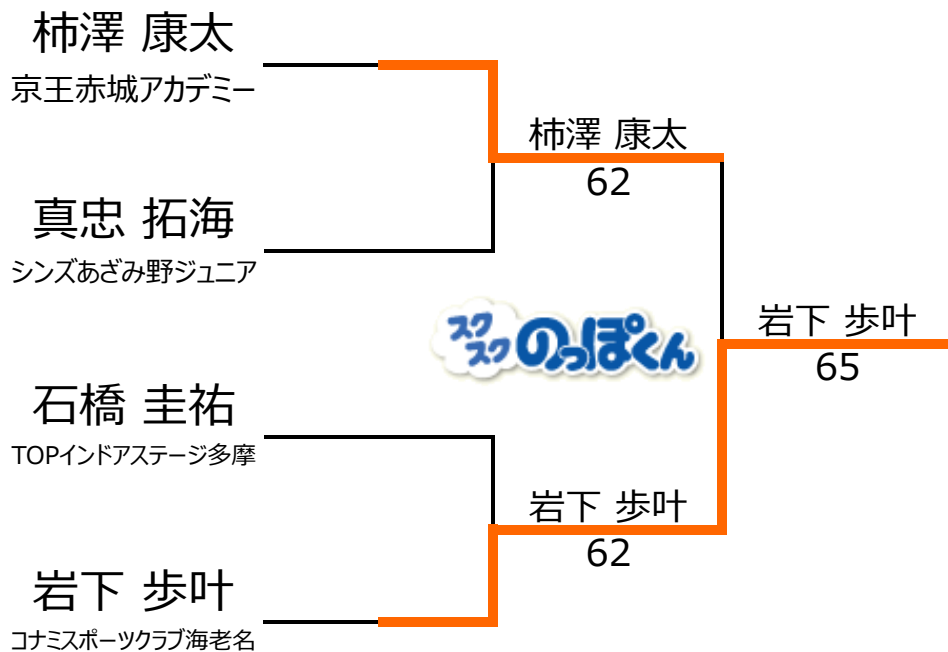 柿澤 康太
京王赤城アカデミー
柿澤 康太
62
真忠 拓海
シンズあざみ野ジュニア
スク
スク
のっぽくん
岩下 歩叶
65
石橋 圭祐
TOPインドアステージ多摩
岩下 歩叶
62
岩下 歩叶
コナミスポーツクラブ海老名